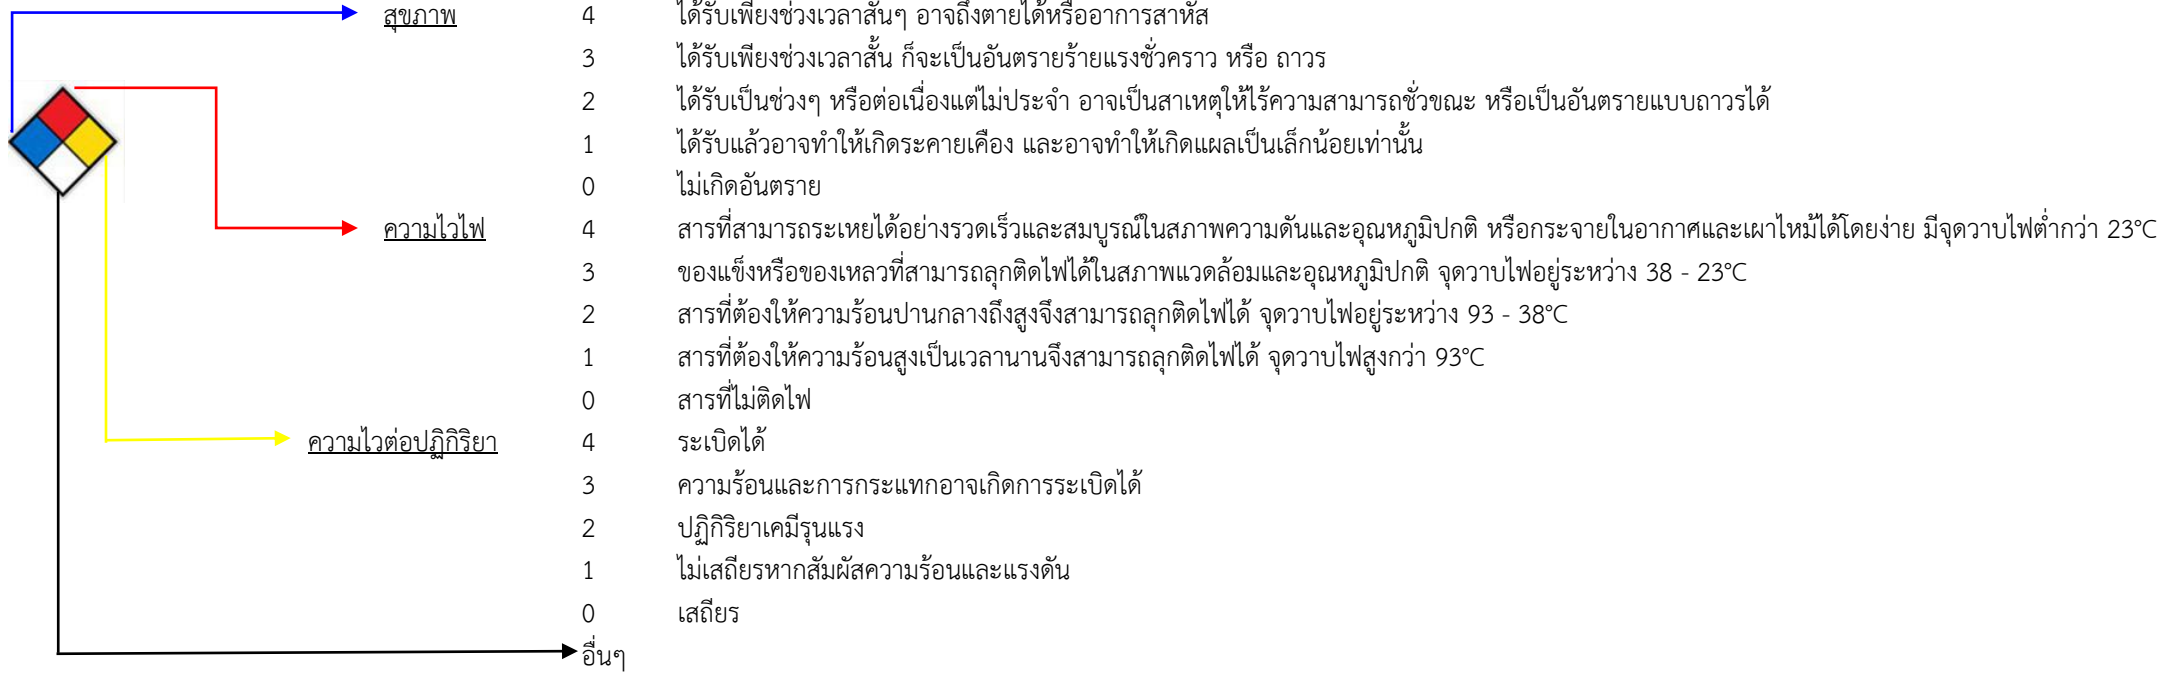 สุขภาพ 4 ได้รับเพียงช่วงเวลาสั้นๆ อาจถึงตายได้หรืออาการสาหัส
3 ได้รับเพียงช่วงเวลาสั้น ก็จะเป็นอันตรายร้ายแรงชั่วคราว หรือ ถาวร
2 ได้รับเป็นช่วงๆ หรือต่อเนื่องแต่ไม่ประจำ อาจเป็นสาเหตุให้ไร้ความสามารถชั่วขณะ หรือเป็นอันตรายแบบถาวรได้
1 ได้รับแล้วอาจทำให้เกิดระคายเคือง และอาจทำให้เกิดแผลเป็นเล็กน้อยเท่านั้น
0 ไม่เกิดอันตราย
ความไวไฟ 4 สารที่สามารถระเหยได้อย่างรวดเร็วและสมบูรณ์ในสภาพความดันและอุณหภูมิปกติ หรือกระจายในอากาศและเผาไหม้ได้โดยง่าย มีจุดวาบไฟต่ำกว่า 23°C
3 ของแข็งหรือของเหลวที่สามารถลุกติดไฟได้ในสภาพแวดล้อมและอุณหภูมิปกติ จุดวาบไฟอยู่ระหว่าง 38 - 23°C
2 สารที่ต้องให้ความร้อนปานกลางถึงสูงจึงสามารถลุกติดไฟได้ จุดวาบไฟอยู่ระหว่าง 93 - 38°C
1 สารที่ต้องให้ความร้อนสูงเป็นเวลานานจึงสามารถลุกติดไฟได้ จุดวาบไฟสูงกว่า 93°C
0 สารที่ไม่ติดไฟ
ความไวต่อปฏิกิริยา 4 ระเบิดได้
3 ความร้อนและการกระแทกอาจเกิดการระเบิดได้
2 ปฏิกิริยาเคมีรุนแรง
1 ไม่เสถียรหากสัมผัสความร้อนและแรงดัน
0 เสถียร
อื่นๆ